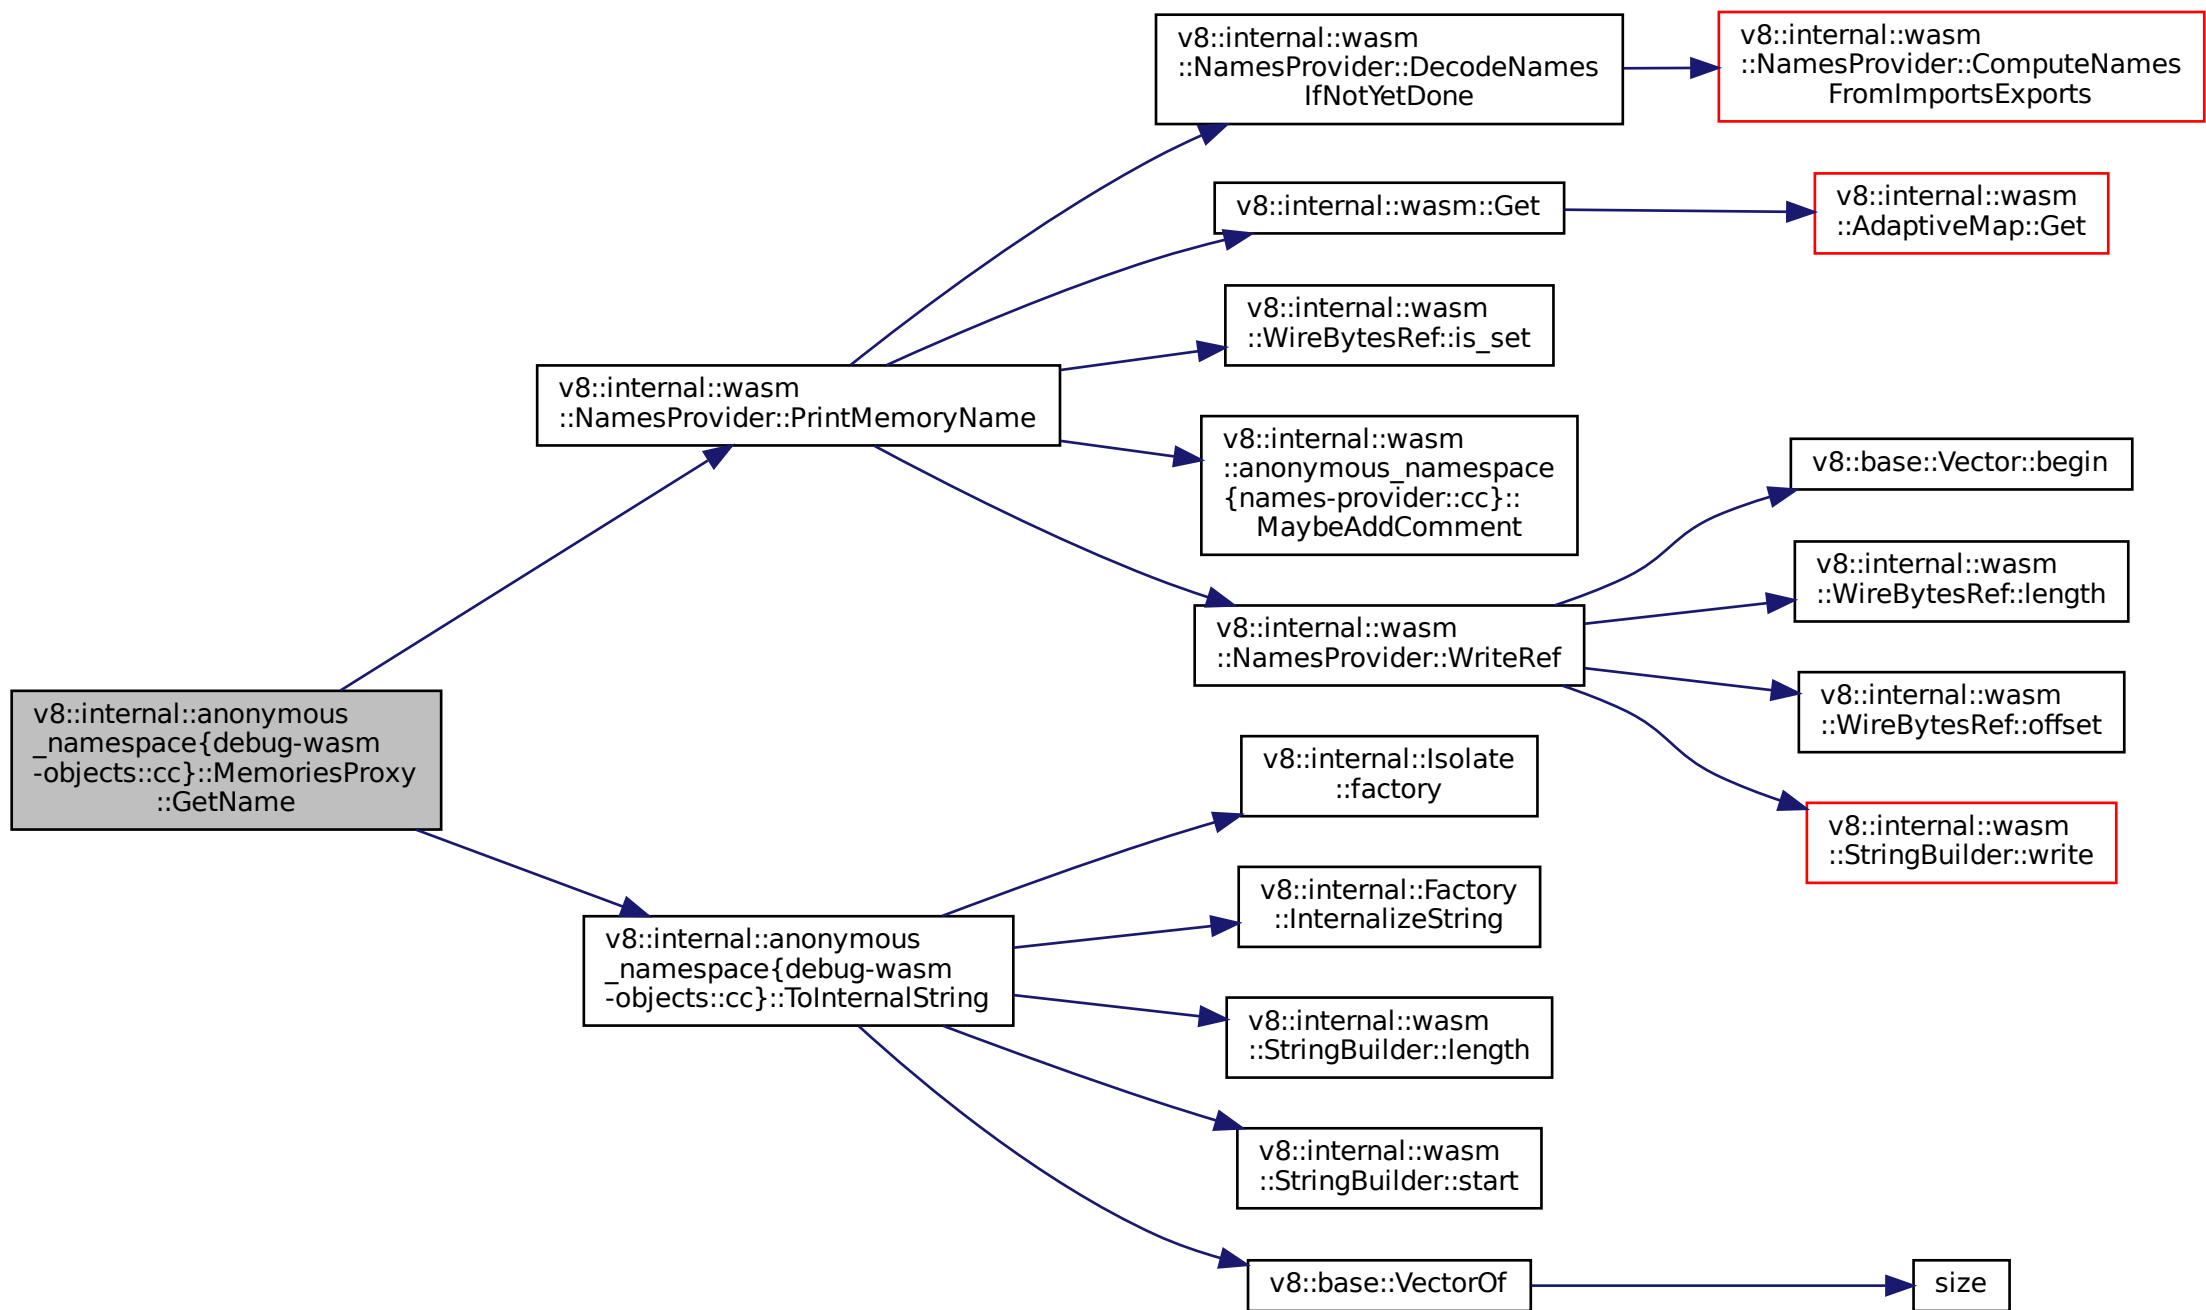 v8::internal::wasm
::NamesProvider::DecodeNames
IfNotYetDone
v8::internal::wasm
::NamesProvider::ComputeNames
FromImportsExports
v8::internal::wasm::Get
v8::internal::wasm
::AdaptiveMap::Get
v8::internal::wasm
::WireBytesRef::is_set
v8::internal::wasm
::NamesProvider::PrintMemoryName
v8::internal::wasm
::anonymous_namespace
{names-provider::cc}::
MaybeAddComment
v8::base::Vector::begin
v8::internal::wasm
::WireBytesRef::length
v8::internal::wasm
::NamesProvider::WriteRef
v8::internal::wasm
::WireBytesRef::offset
v8::internal::anonymous
_namespace{debug-wasm
-objects::cc}::MemoriesProxy
::GetName
v8::internal::Isolate
::factory
v8::internal::wasm
::StringBuilder::write
v8::internal::Factory
::InternalizeString
v8::internal::anonymous
_namespace{debug-wasm
-objects::cc}::ToInternalString
v8::internal::wasm
::StringBuilder::length
v8::internal::wasm
::StringBuilder::start
v8::base::VectorOf
size